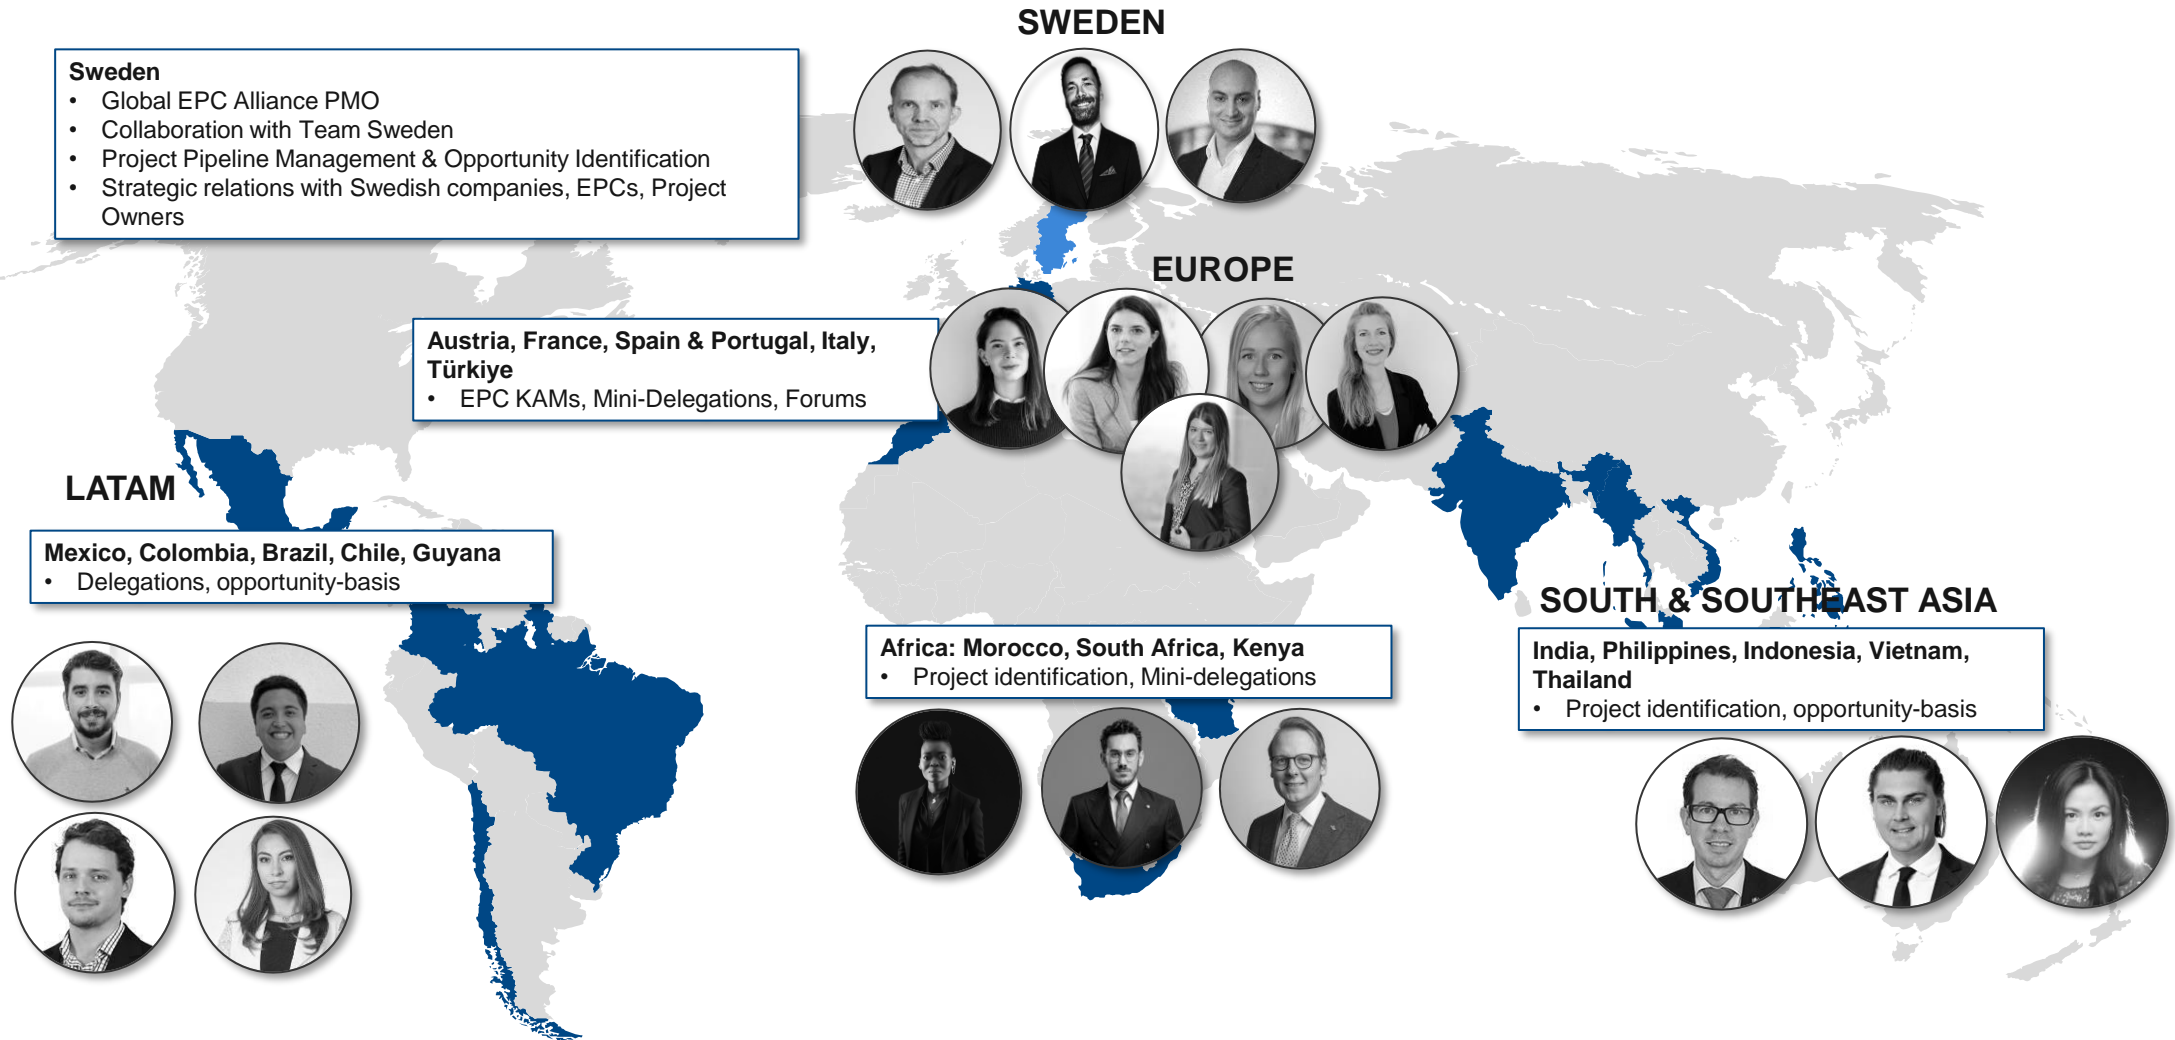 SWEDEN
Sweden
• Global EPC Alliance PMO
• Collaboration with Team Sweden
• Project Pipeline Management & Opportunity Identification
• Strategic relations with Swedish companies, EPCs, Project
Owners
EUROPE
Austria, France, Spain & Portugal, Italy,
Türkiye
• EPC KAMs, Mini-Delegations, Forums
LATAM
Mexico, Colombia, Brazil, Chile, Guyana
• Delegations, opportunity-basis
Africa: Morocco, South Africa, Kenya
• Project identification, Mini-delegations
SOUTH & SOUTHEAST ASIA
India, Philippines, Indonesia, Vietnam,
Thailand
• Project identification, opportunity-basis